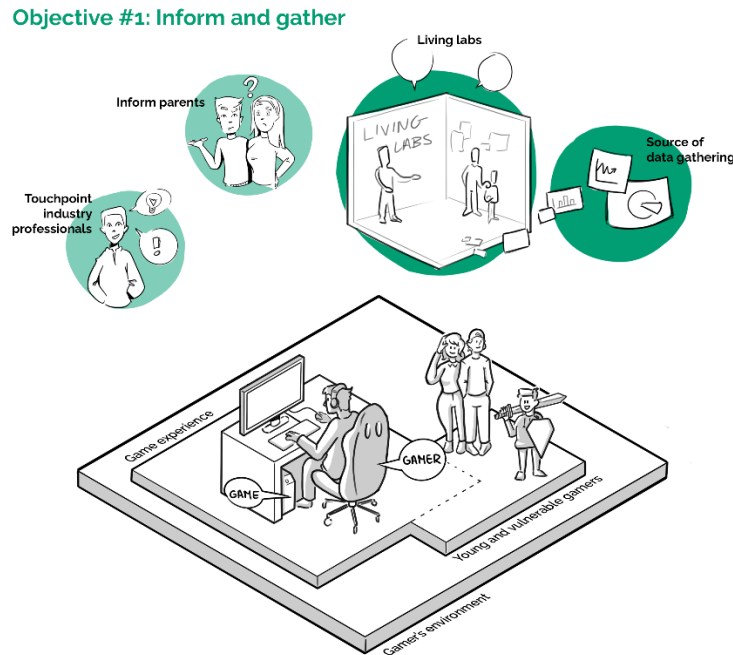 Objective #1: Inform and gather
Living labs
Inform parents
?
LIVING
LABS
Source of
data gathering
Touchpoint
industry
professionals
!
Game experience
GAMER
GAME
Young and vulnerable gamers
Gamer's environment